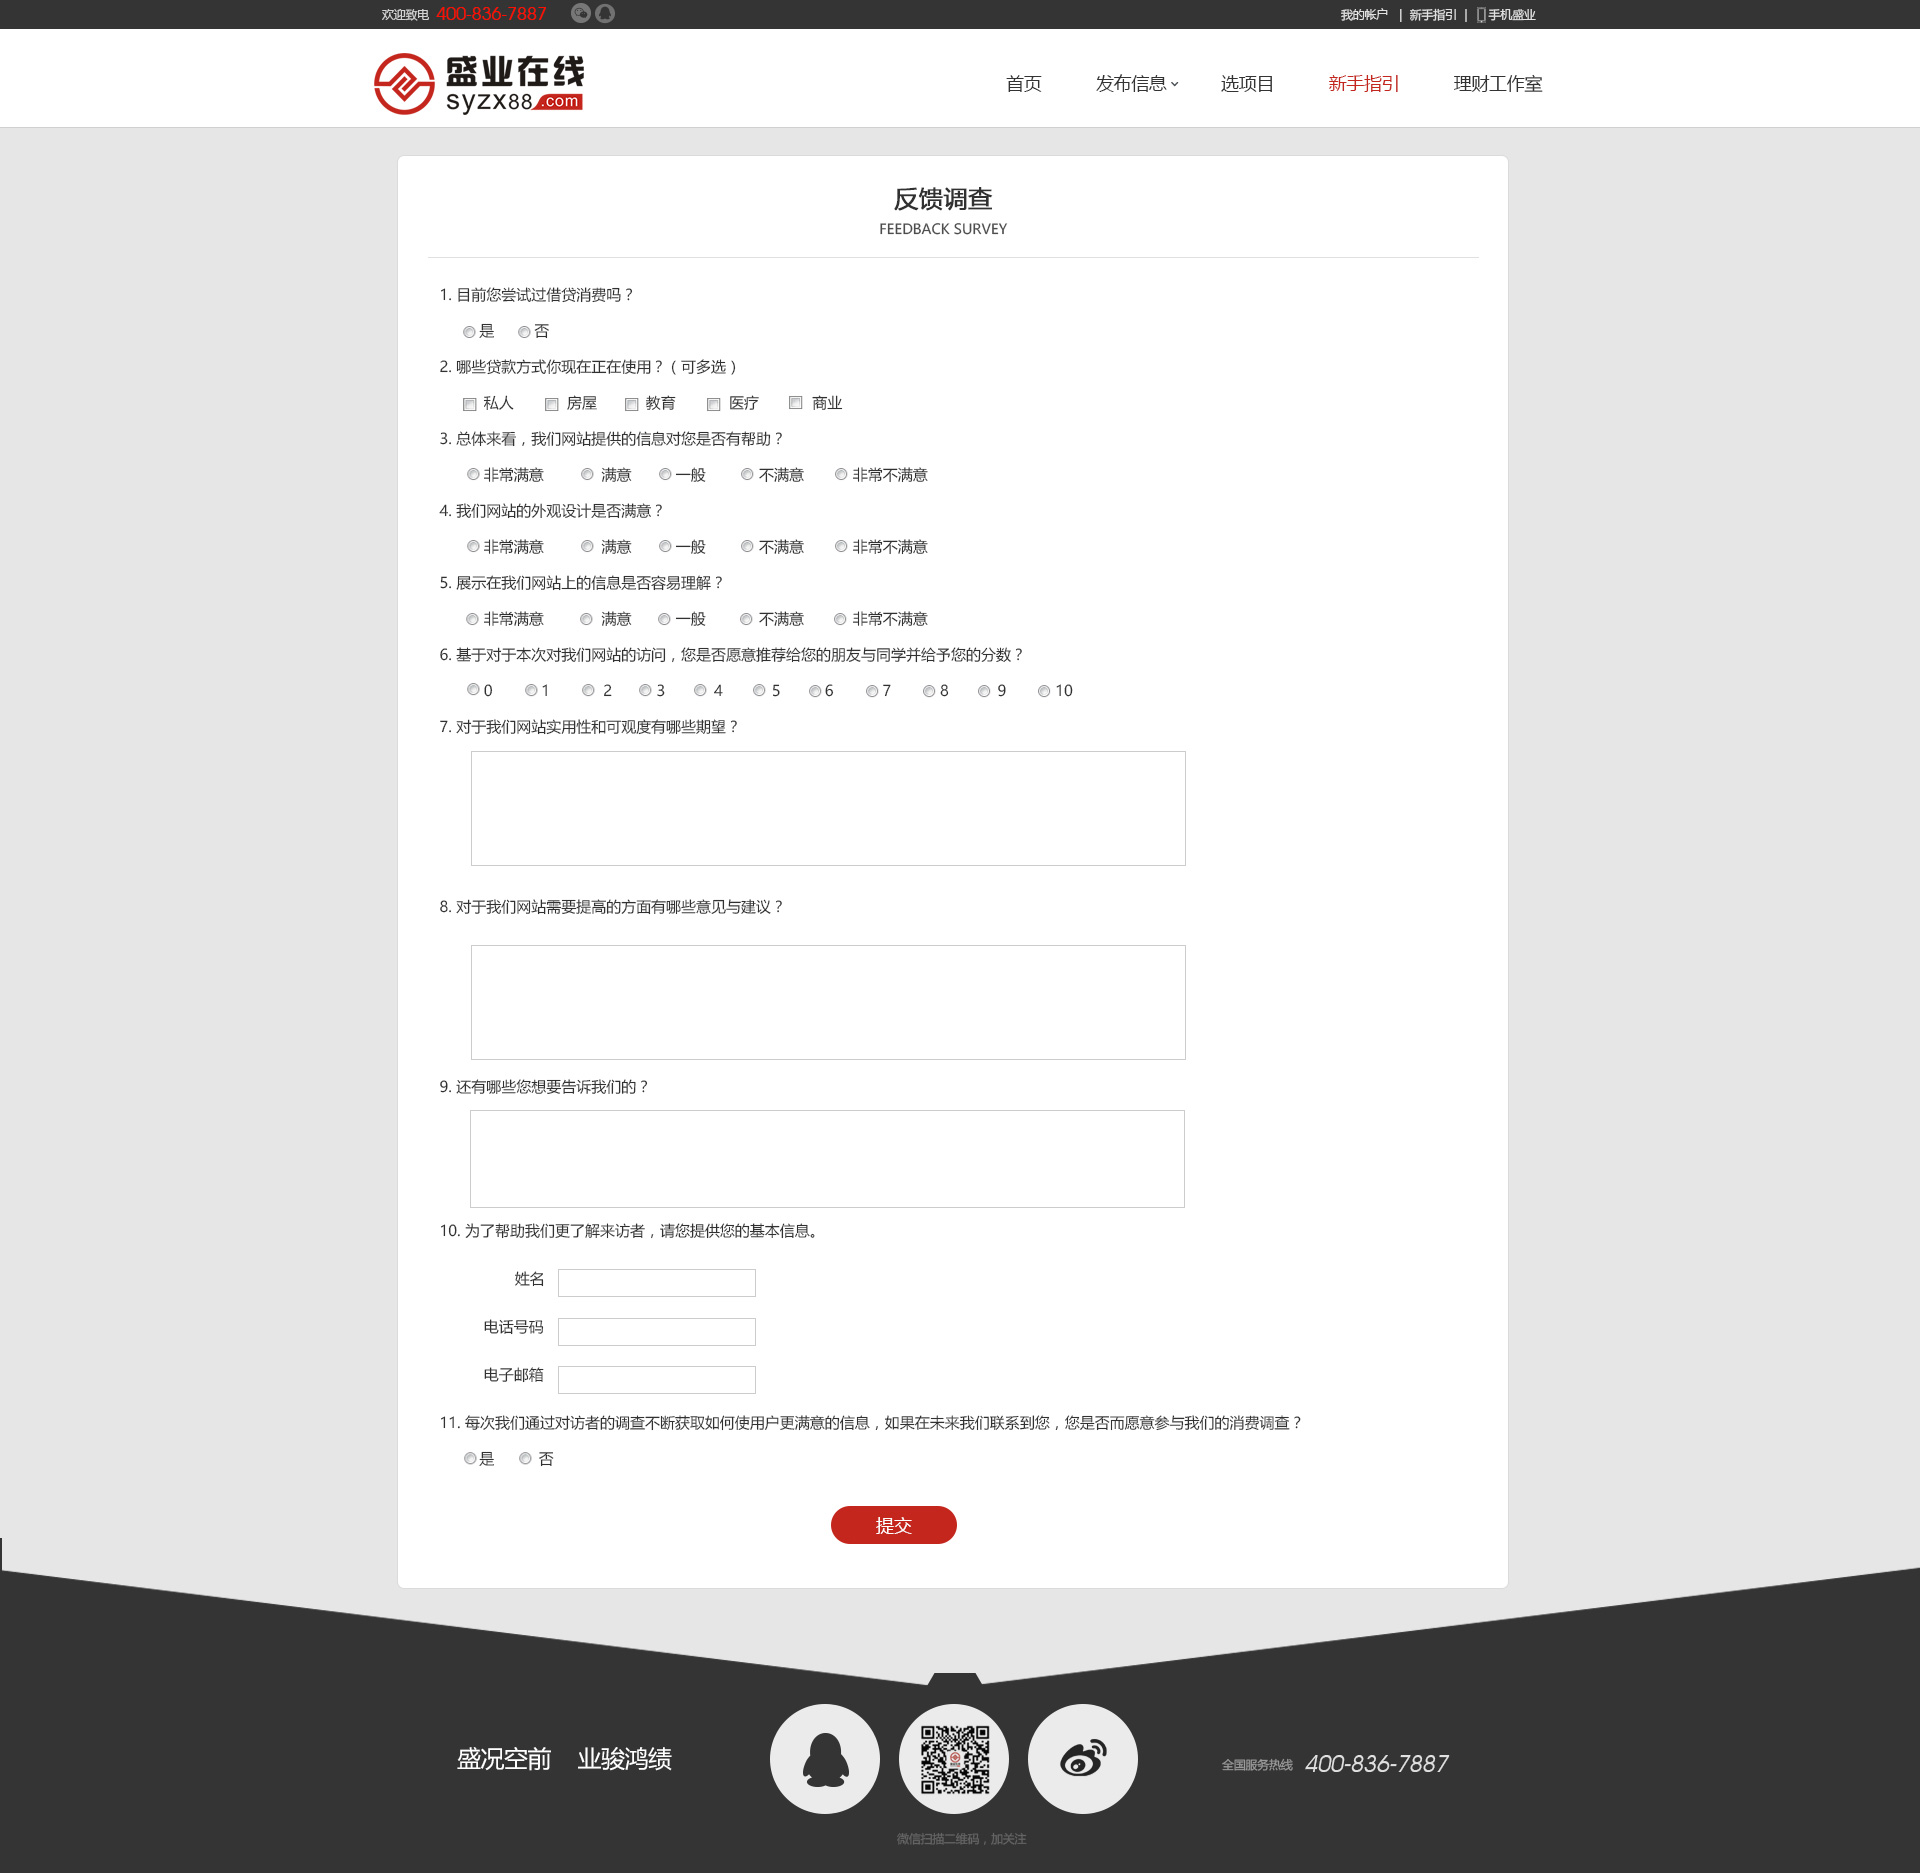 欢迎致电 400-836-7887
我的帐户 | 新手指引 | 手机盛业
盛业在线
syzx88.com
首页 发布信息 选项目 新手指引 理财工作室
反馈调查
FEEDBACK SURVEY
1. 目前您尝试过借贷消费吗？
是 否
2. 哪些贷款方式你现在正在使用？（可多选）
私人 房屋 教育 医疗 商业
3. 总体来看，我们网站提供的信息对您是否有帮助？
非常满意 满意 一般 不满意 非常不满意
4. 我们网站的外观设计是否满意？
非常满意 满意 一般 不满意 非常不满意
5. 展示在我们网站上的信息是否容易理解？
非常满意 满意 一般 不满意 非常不满意
6. 基于对于本次对我们网站的访问，您是否愿意推荐给您的朋友与同学并给予您的分数？
0 1 2 3 4 5 6 7 8 9 10
7. 对于我们网站实用性和可观度有哪些期望？
8. 对于我们网站需要提高的方面有哪些意见与建议？
9. 还有哪些您想要告诉我们的？
10. 为了帮助我们更了解来访者，请您提供您的基本信息。
姓名
电话号码
电子邮箱
11. 每次我们通过对访者的调查不断获取如何使用户更满意的信息，如果在未来我们联系到您，您是否而愿意参与我们的消费调查？
是 否
提交
盛况空前 业骏鸿绩
全国服务热线 400-836-7887
微信扫描二维码，加关注